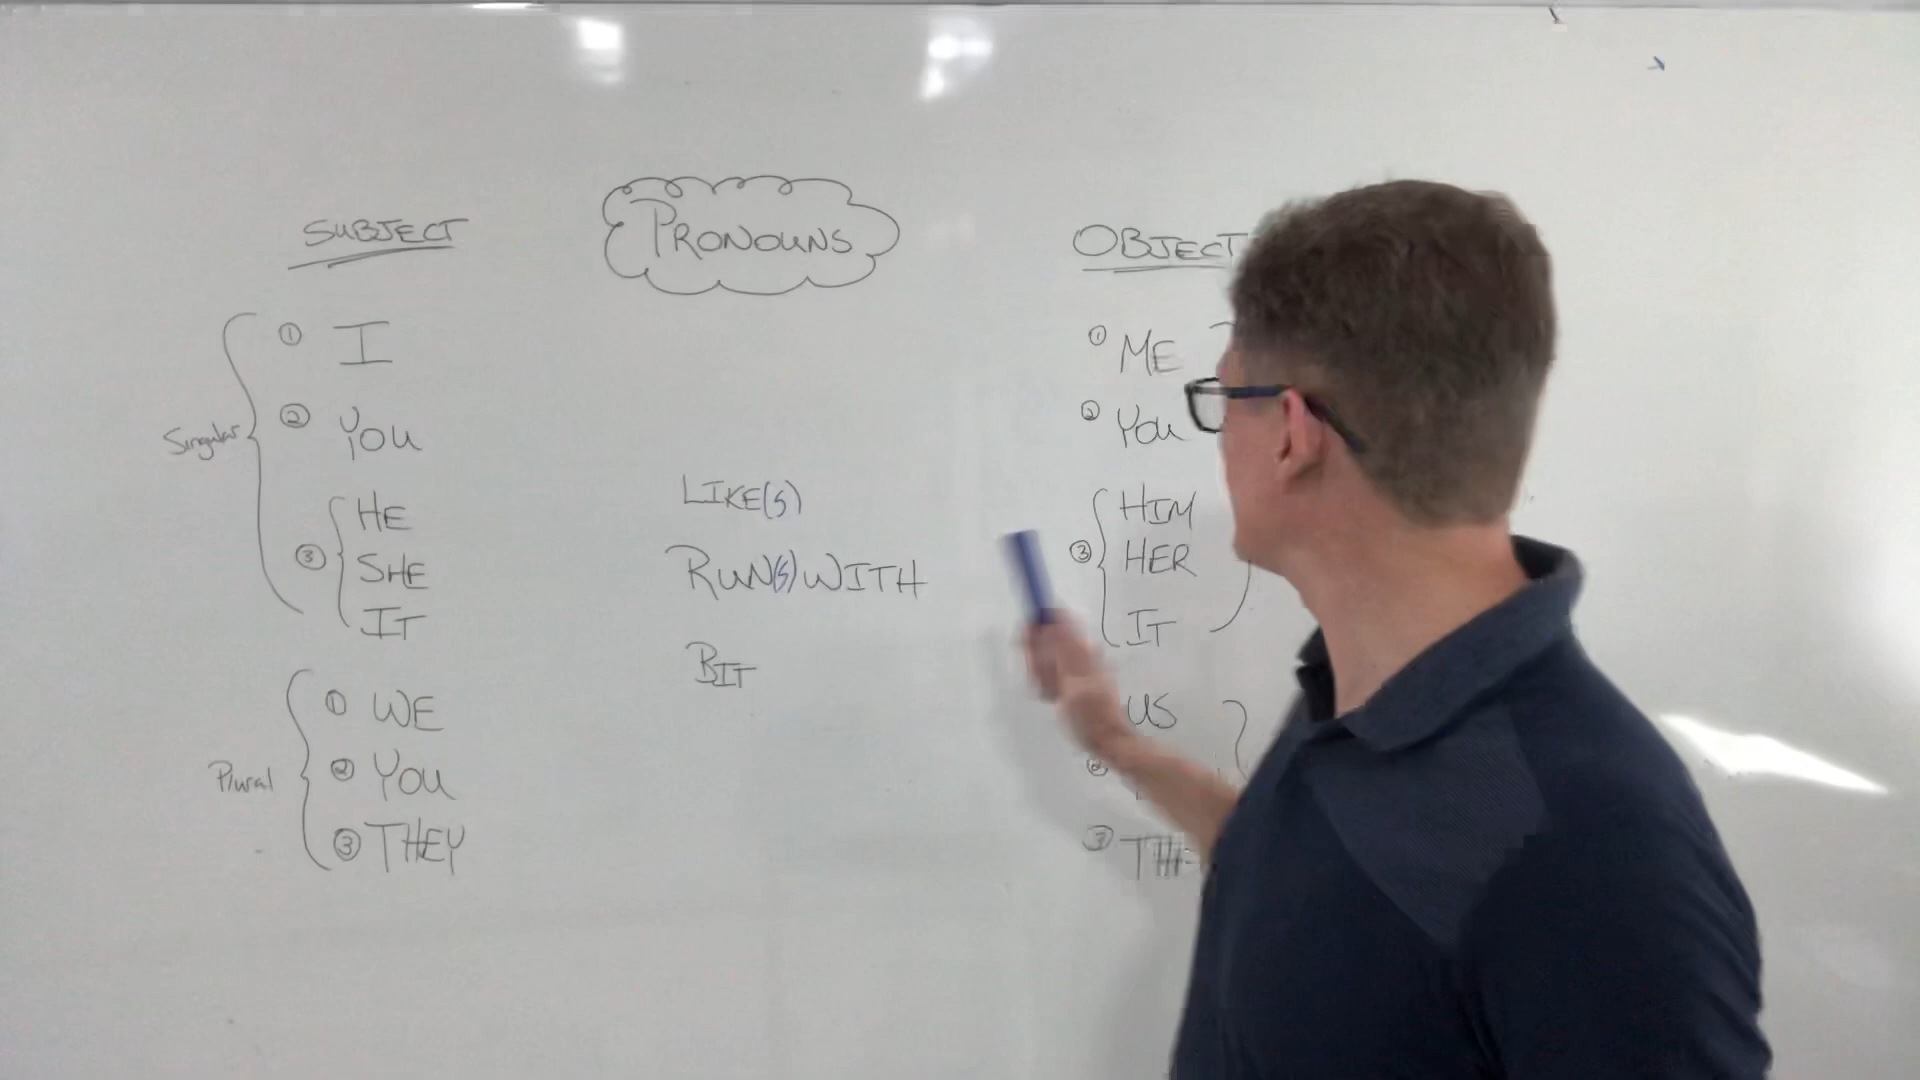 PRONOUNS
SUBJECT
Singular
① I
② YOU
③ HE
SHE
IT
Plural
① WE
② YOU
③ THEY
LIKE(S)
RUN(S) WITH
BIT
OBJECT
① ME
② YOU
③ HIM
HER
IT
US
②
③